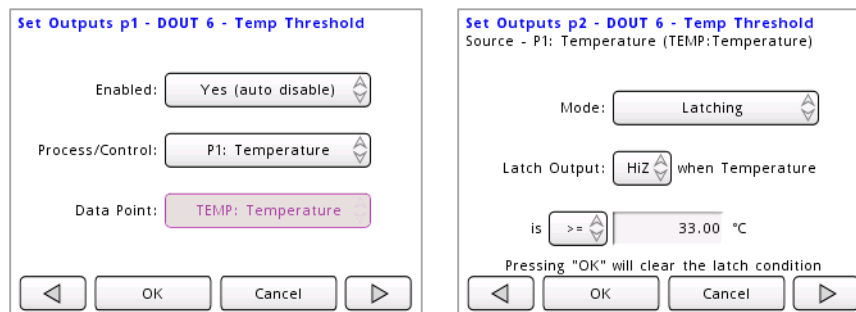 Set Outputs p1 - DOUT 6 - Temp Threshold
Enabled: Yes (auto disable)
Process/Control: P1: Temperature
Data Point: TEMP: Temperature
OK Cancel
Set Outputs p2 - DOUT 6 - Temp Threshold
Source - P1: Temperature (TEMP:Temperature)
Mode: Latching
Latch Output: HiZ when Temperature
is >= 33.00 °C
Pressing "OK" will clear the latch condition
OK Cancel